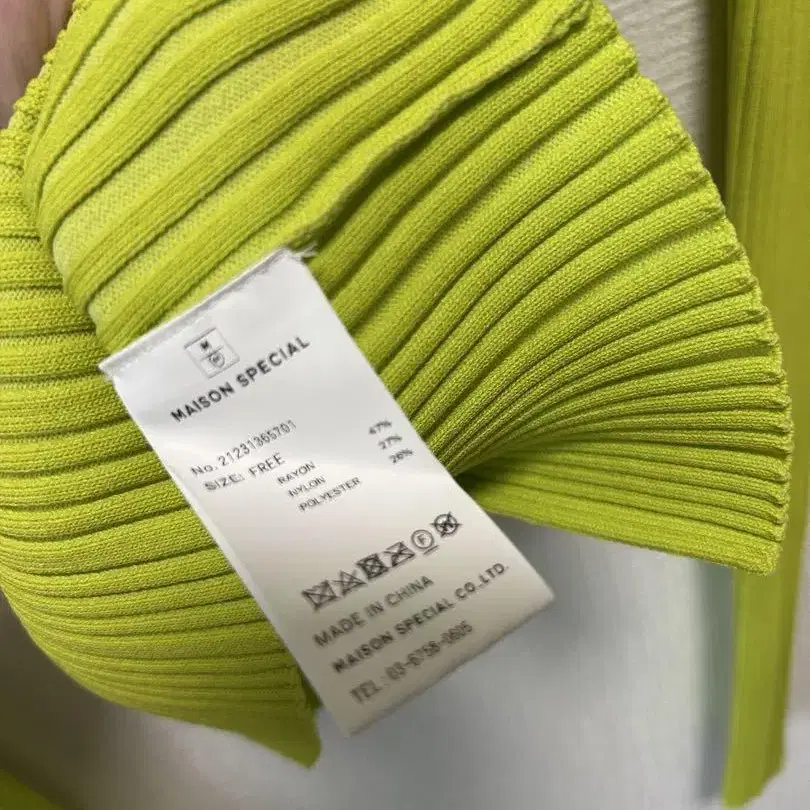 MAISON SPECIAL
No. 21231365701
SIZE: FREE
RAYON 47%
NYLON 27%
POLYESTER 26%
F
MADE IN CHINA
MAISON SPECIAL CO.,LTD.
TEL : 03-6758-0605